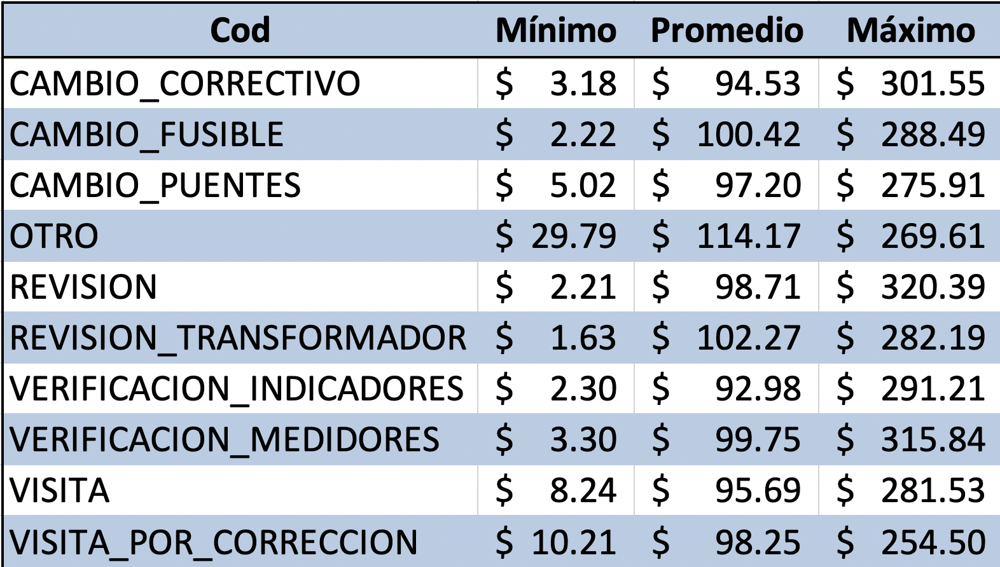 Cod Mínimo Promedio Máximo
CAMBIO_CORRECTIVO $ 3.18 $ 94.53 $ 301.55
CAMBIO_FUSIBLE $ 2.22 $ 100.42 $ 288.49
CAMBIO_PUENTES $ 5.02 $ 97.20 $ 275.91
OTRO $ 29.79 $ 114.17 $ 269.61
REVISION $ 2.21 $ 98.71 $ 320.39
REVISION_TRANSFORMADOR $ 1.63 $ 102.27 $ 282.19
VERIFICACION_INDICADORES $ 2.30 $ 92.98 $ 291.21
VERIFICACION_MEDIDORES $ 3.30 $ 99.75 $ 315.84
VISITA $ 8.24 $ 95.69 $ 281.53
VISITA_POR_CORRECCION $ 10.21 $ 98.25 $ 254.50